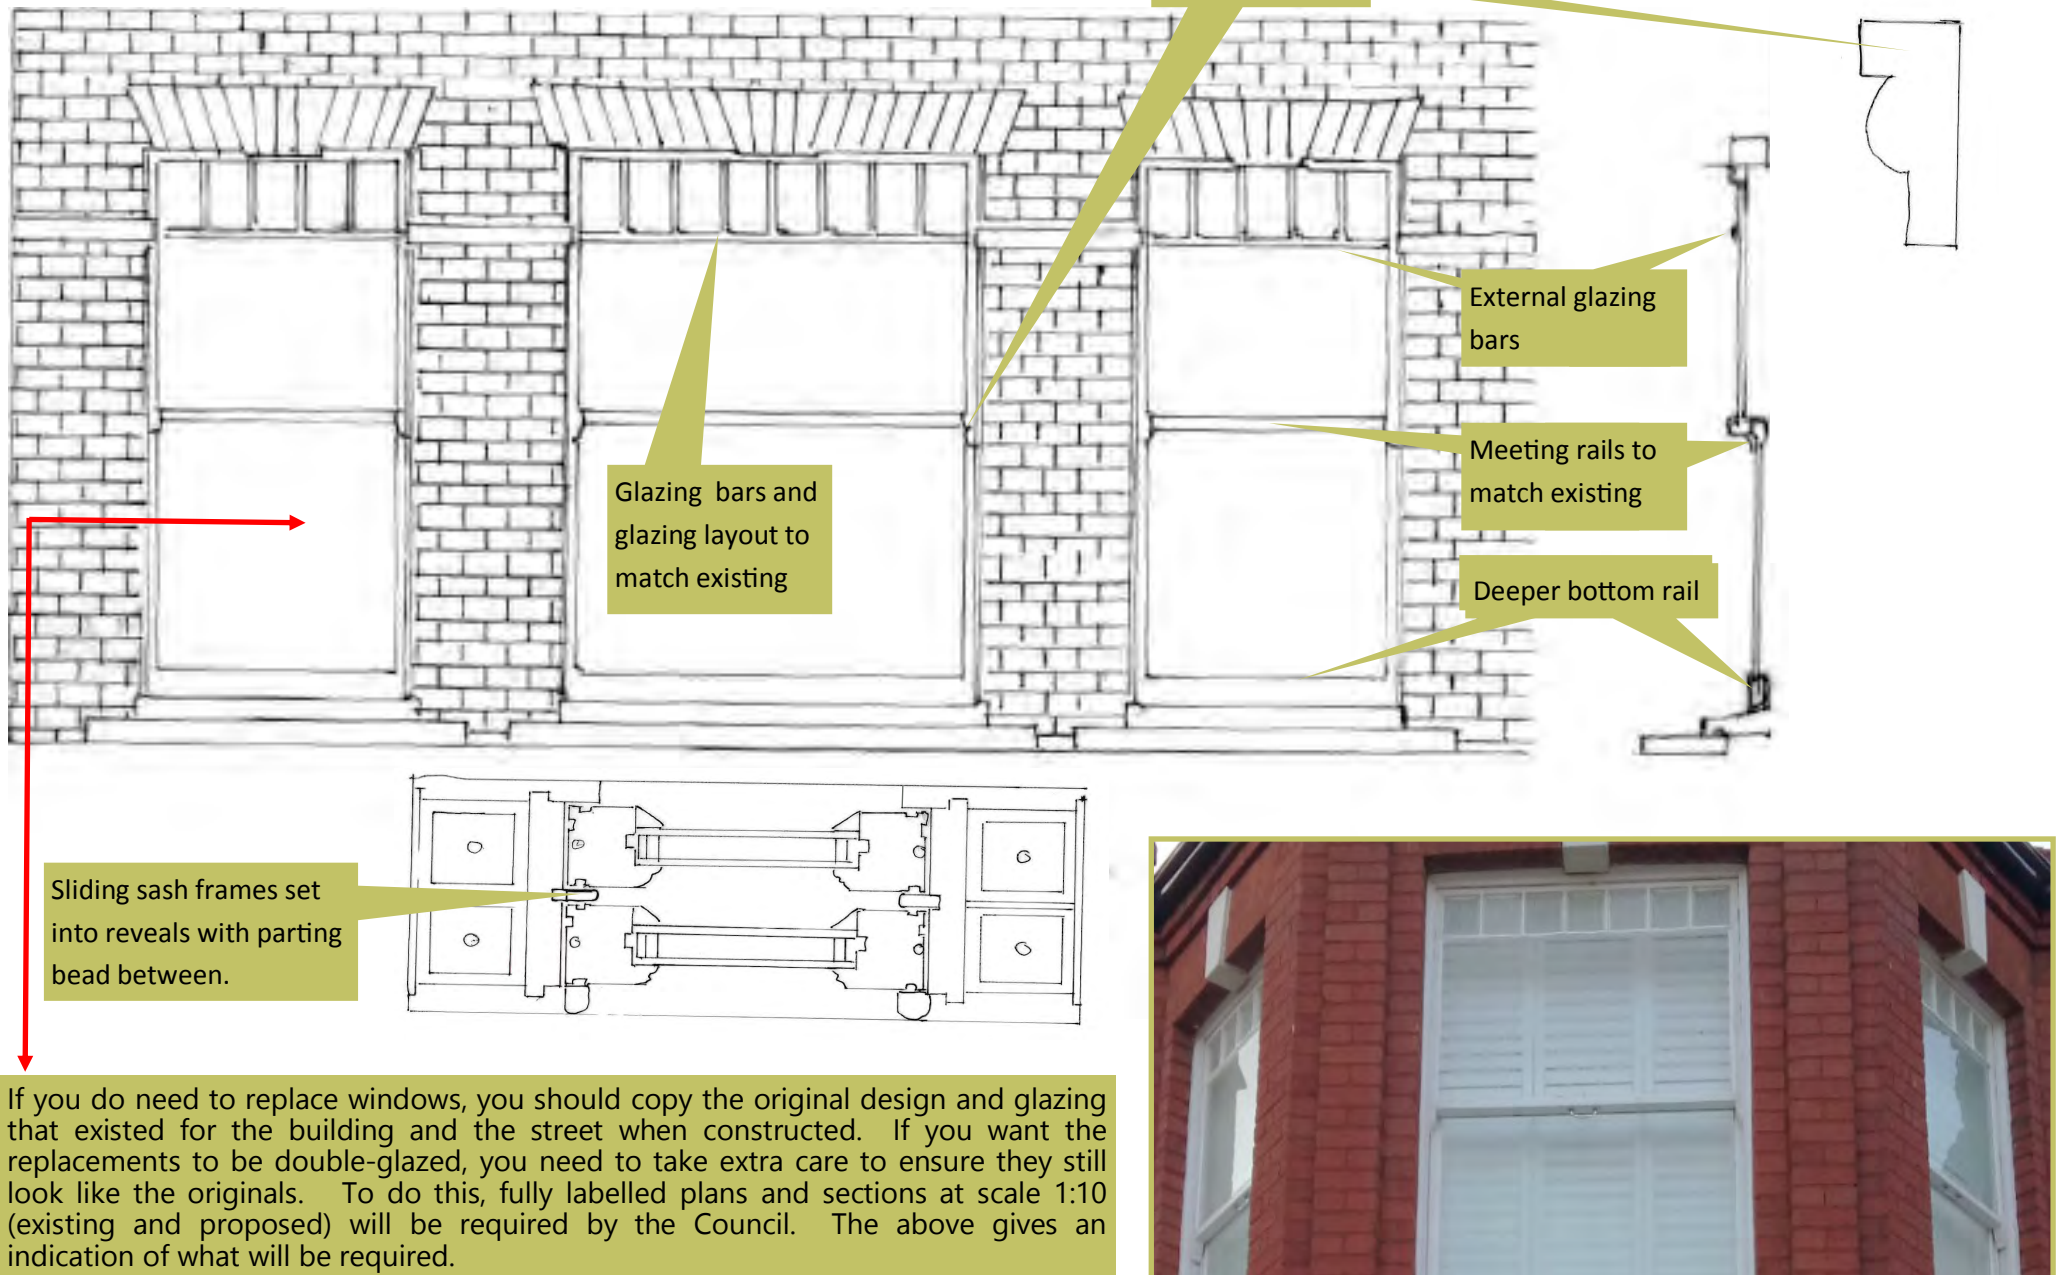 External glazing
bars
Meeting rails to
match existing
Glazing bars and
glazing layout to
match existing
Deeper bottom rail
Sliding sash frames set
into reveals with parting
bead between.
If you do need to replace windows, you should copy the original design and glazing
that existed for the building and the street when constructed. If you want the
replacements to be double-glazed, you need to take extra care to ensure they still
look like the originals. To do this, fully labelled plans and sections at scale 1:10
(existing and proposed) will be required by the Council. The above gives an
indication of what will be required.